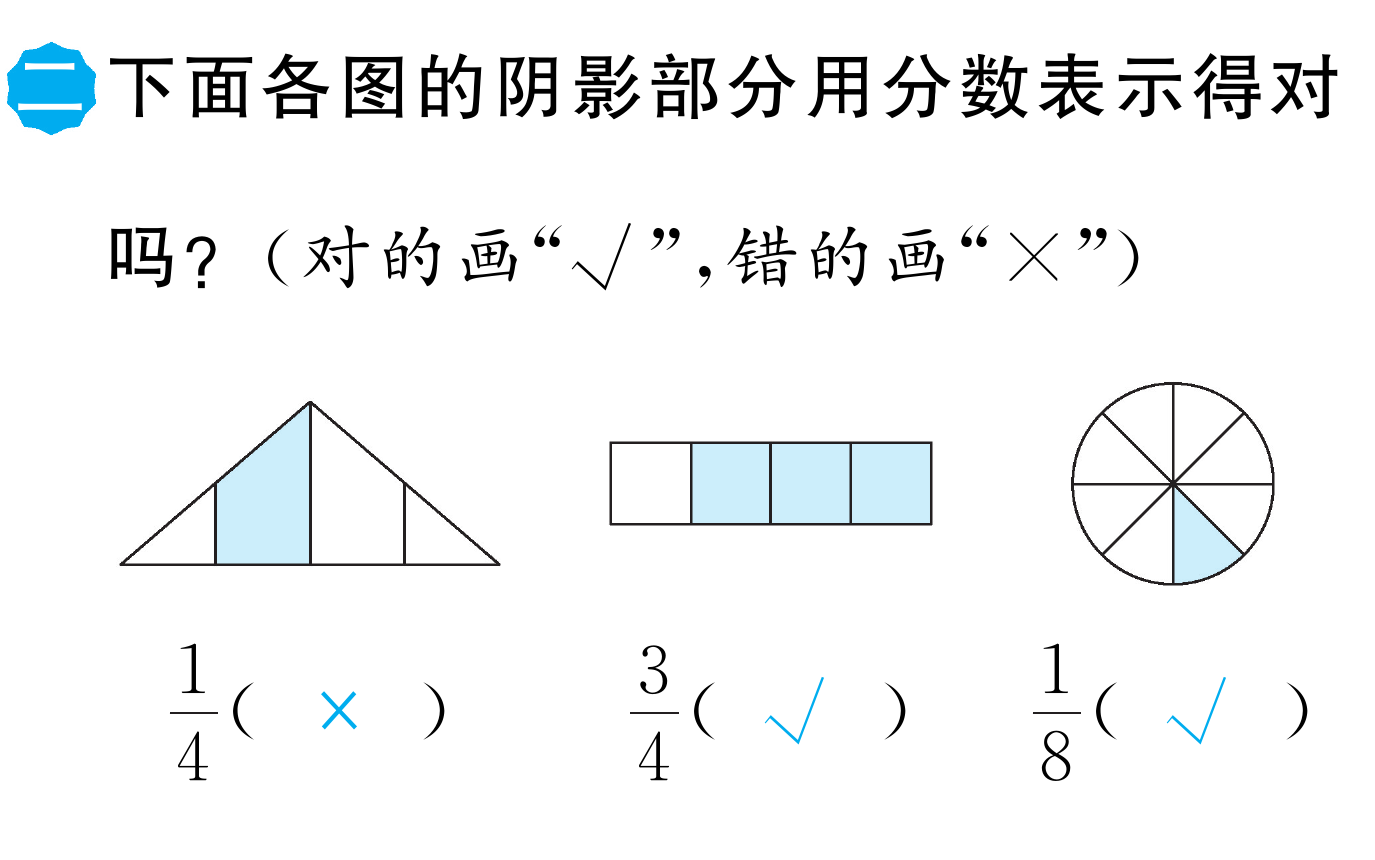 二 下面各图的阴影部分用分数表示得对
吗?(对的画“√”,错的画“×”)
1/4( × ) 3/4( √ ) 1/8( √ )